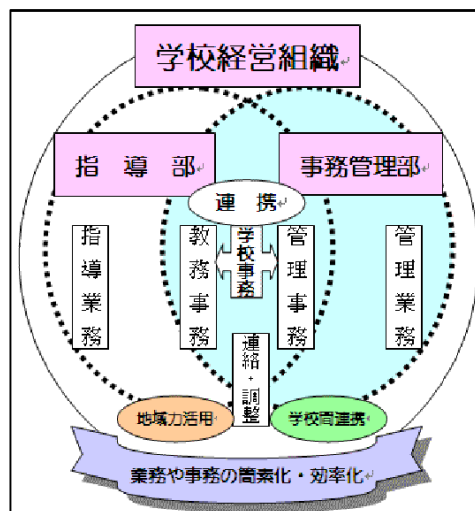 学校経営組織
指 導 部
事務管理部
連 携
指導業務
教務事務
学校事務
管理事務
管理業務
連絡・調整
地域力活用
学校間連携
業務や事務の簡素化・効率化